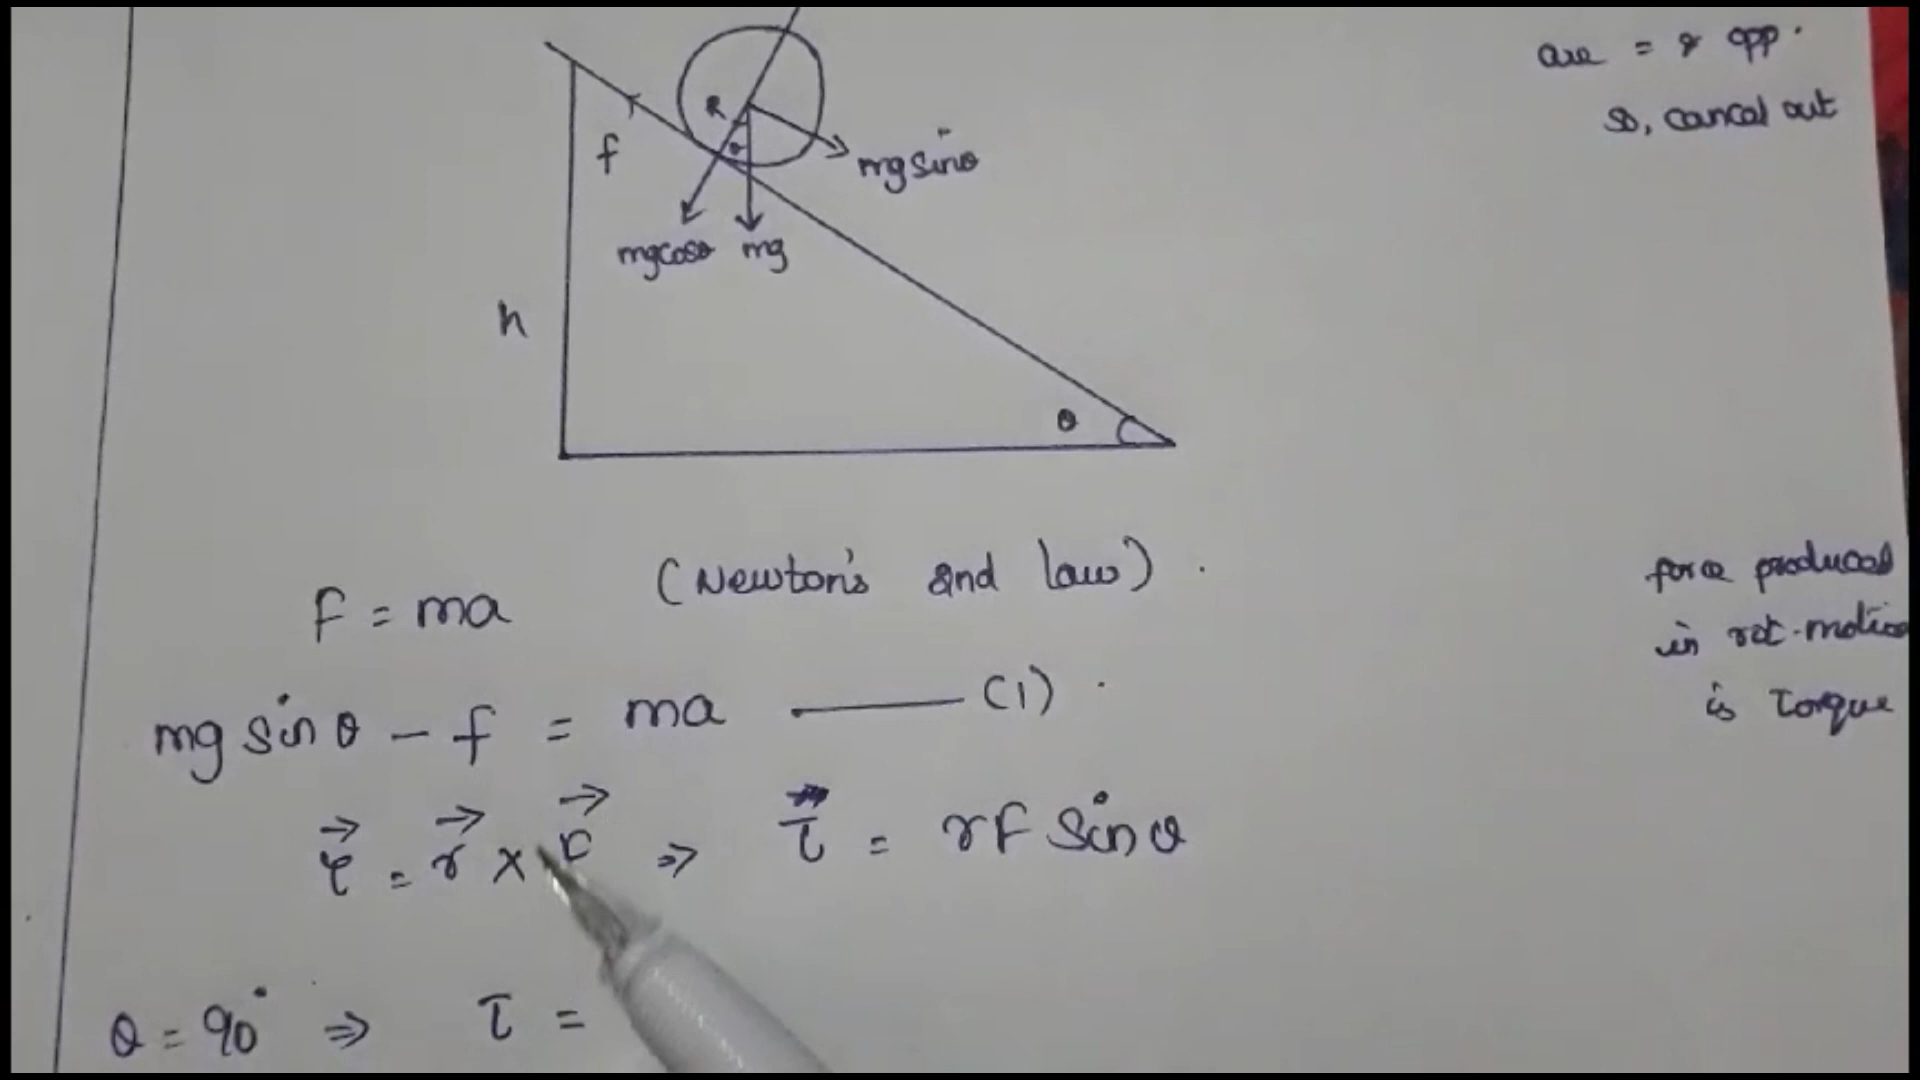 are = & opp.
so, cancel out
R
f
θ
mg sinθ
mgcosθ mg
h
θ
F = ma (Newton's 2nd law).
force produced
in rot-motion
is torque
mg sin θ - f = ma —— (1).
τ⃗ = r⃗ × F⃗ ⇒ τ = rF sin θ
θ = 90° ⇒ τ =